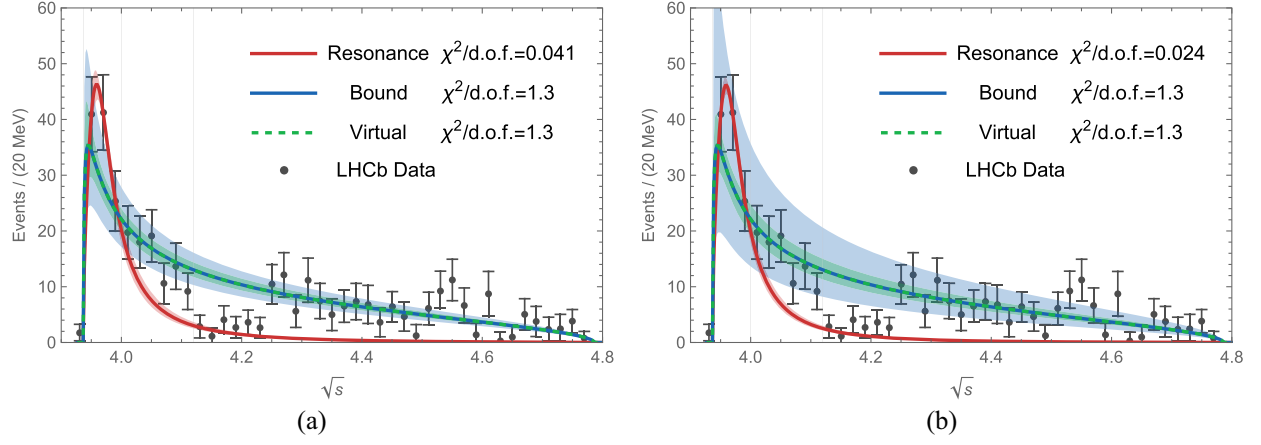 60
50
40
30
20
10
0
Events / (20 MeV)
Resonance χ²/d.o.f.=0.041
Bound χ²/d.o.f.=1.3
Virtual χ²/d.o.f.=1.3
LHCb Data
4.0 4.2 4.4 4.6 4.8
√s
(a)
60
50
40
30
20
10
0
Events / (20 MeV)
Resonance χ²/d.o.f.=0.024
Bound χ²/d.o.f.=1.3
Virtual χ²/d.o.f.=1.3
LHCb Data
4.0 4.2 4.4 4.6 4.8
√s
(b)